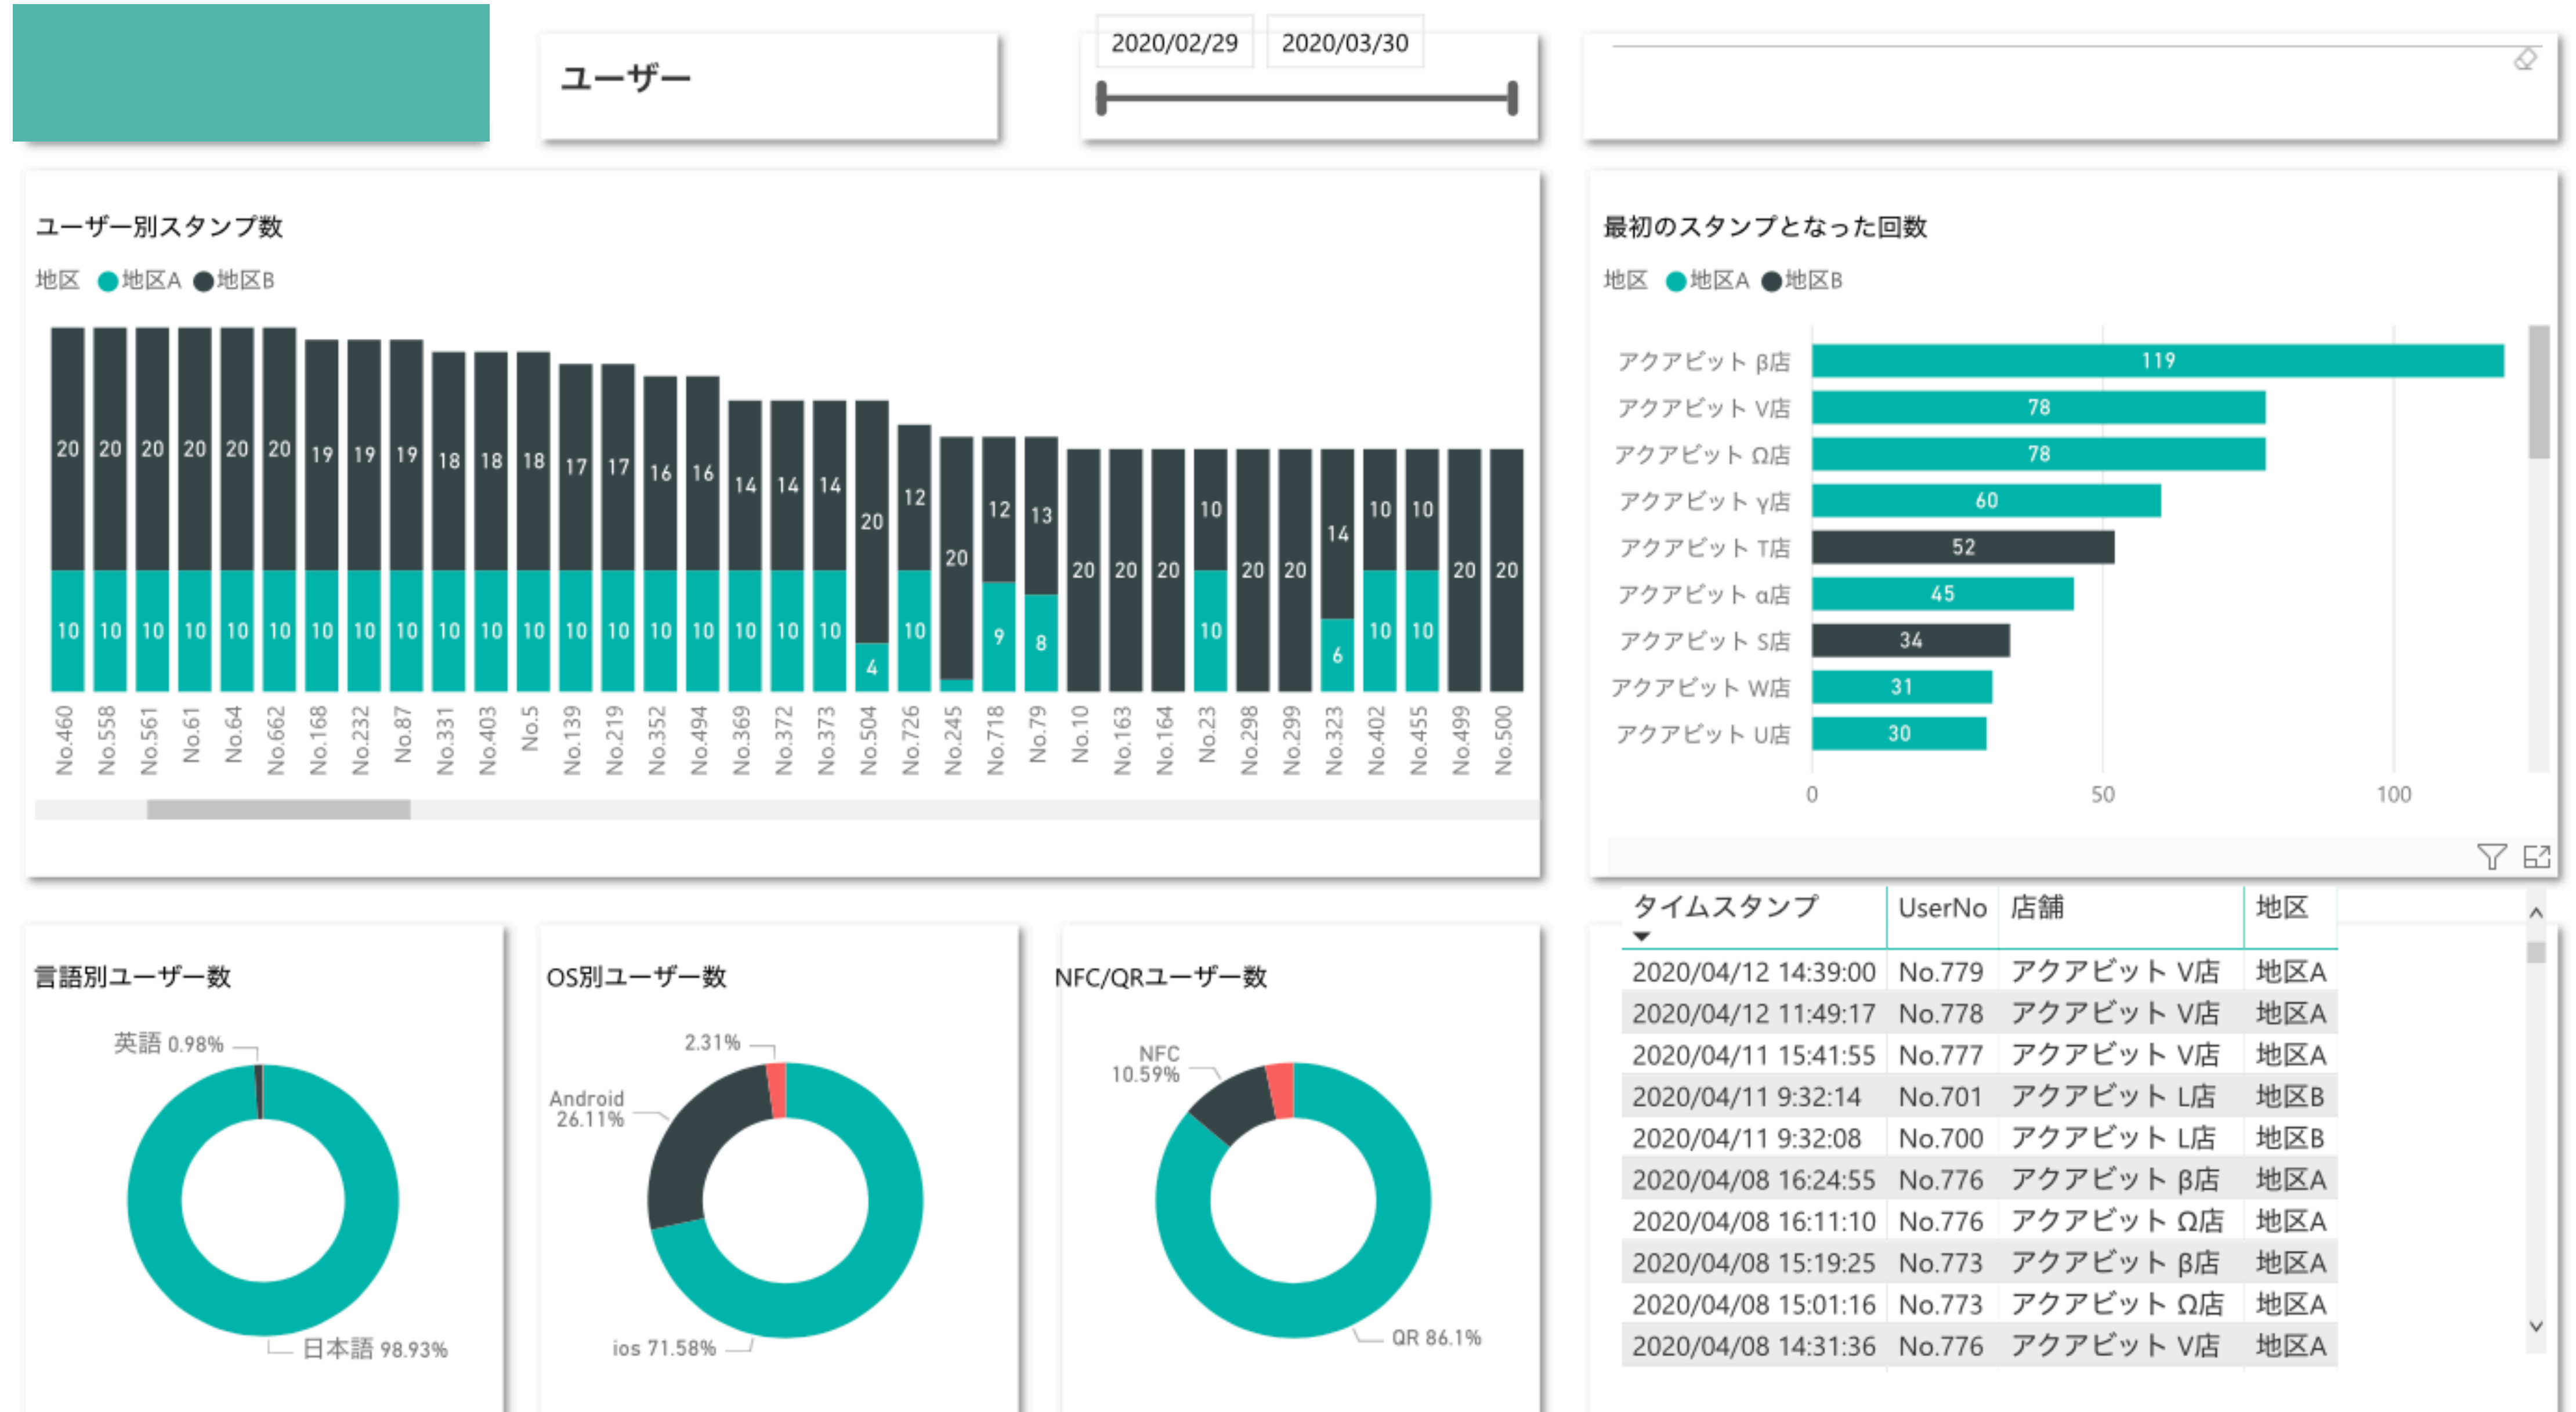 ユーザー
2020/02/29 2020/03/30
ユーザー別スタンプ数
地区 地区A 地区B
20 20 20 20 20 20 19 19 19 18 18 18 17 17 16 16 14 14 14 20 12 20 12 13 20 20 20 10 20 20 14 10 10 20 20
10 10 10 10 10 10 10 10 10 10 10 10 10 10 10 10 10 10 10 4 10 9 8 10 6 10 10
No.460 No.558 No.561 No.61 No.64 No.662 No.168 No.232 No.87 No.331 No.403 No.5 No.139 No.219 No.352 No.494 No.369 No.372 No.373 No.504 No.726 No.245 No.718 No.79 No.10 No.163 No.164 No.23 No.298 No.299 No.323 No.402 No.455 No.499 No.500
最初のスタンプとなった回数
地区 地区A 地区B
アクアビット β店 119
アクアビット V店 78
アクアビット Ω店 78
アクアビット γ店 60
アクアビット T店 52
アクアビット α店 45
アクアビット S店 34
アクアビット W店 31
アクアビット U店 30
0 50 100
言語別ユーザー数
英語 0.98%
日本語 98.93%
OS別ユーザー数
2.31%
Android
26.11%
ios 71.58%
NFC/QRユーザー数
NFC
10.59%
QR 86.1%
タイムスタンプ UserNo 店舗 地区
2020/04/12 14:39:00 No.779 アクアビット V店 地区A
2020/04/12 11:49:17 No.778 アクアビット V店 地区A
2020/04/11 15:41:55 No.777 アクアビット V店 地区A
2020/04/11 9:32:14 No.701 アクアビット L店 地区B
2020/04/11 9:32:08 No.700 アクアビット L店 地区B
2020/04/08 16:24:55 No.776 アクアビット β店 地区A
2020/04/08 16:11:10 No.776 アクアビット Ω店 地区A
2020/04/08 15:19:25 No.773 アクアビット β店 地区A
2020/04/08 15:01:16 No.773 アクアビット Ω店 地区A
2020/04/08 14:31:36 No.776 アクアビット V店 地区A